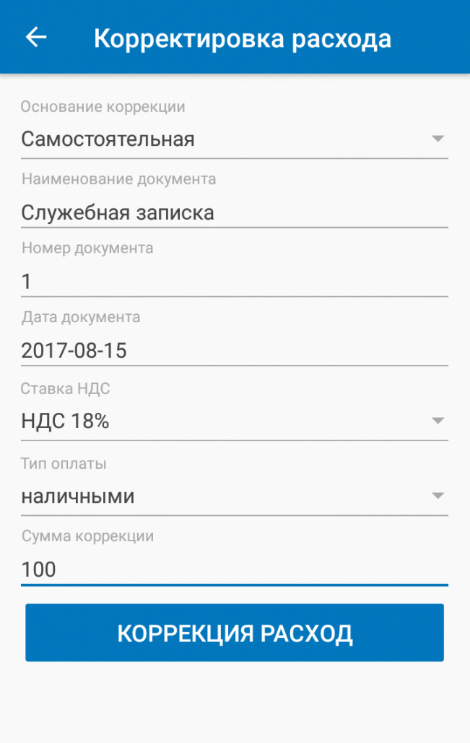 Корректировка расхода
Основание коррекции
Самостоятельная
Наименование документа
Служебная записка
Номер документа
1
Дата документа
2017-08-15
Ставка НДС
НДС 18%
Тип оплаты
наличными
Сумма коррекции
100
КОРРЕКЦИЯ РАСХОД